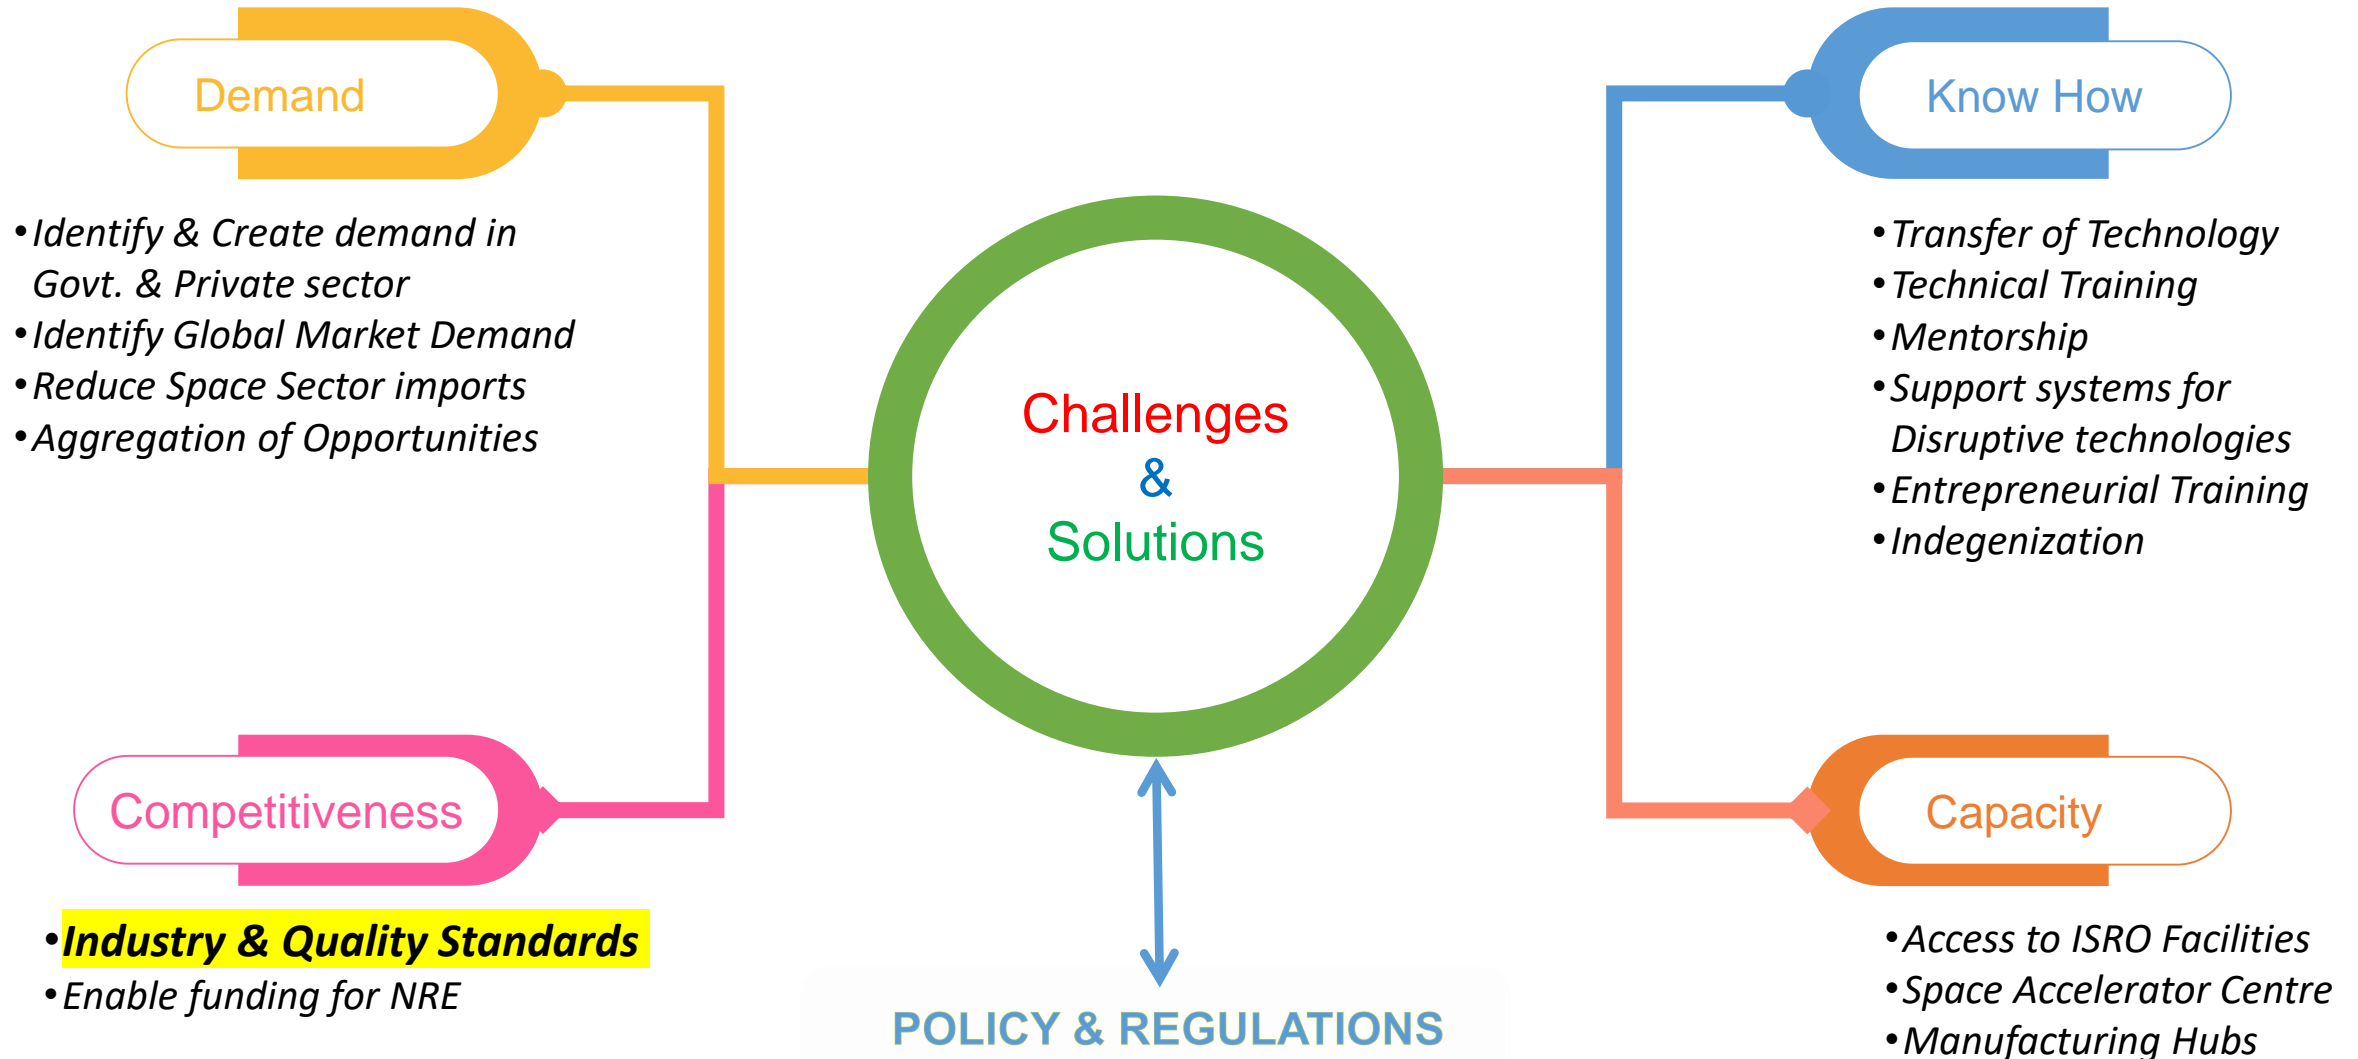 Demand
•Identify & Create demand in
Govt. & Private sector
•Identify Global Market Demand
•Reduce Space Sector imports
•Aggregation of Opportunities
Know How
•Transfer of Technology
•Technical Training
•Mentorship
•Support systems for
Disruptive technologies
•Entrepreneurial Training
•Indegenization
Challenges
&
Solutions
Competitiveness
•Industry & Quality Standards
•Enable funding for NRE
Capacity
•Access to ISRO Facilities
•Space Accelerator Centre
•Manufacturing Hubs
POLICY & REGULATIONS